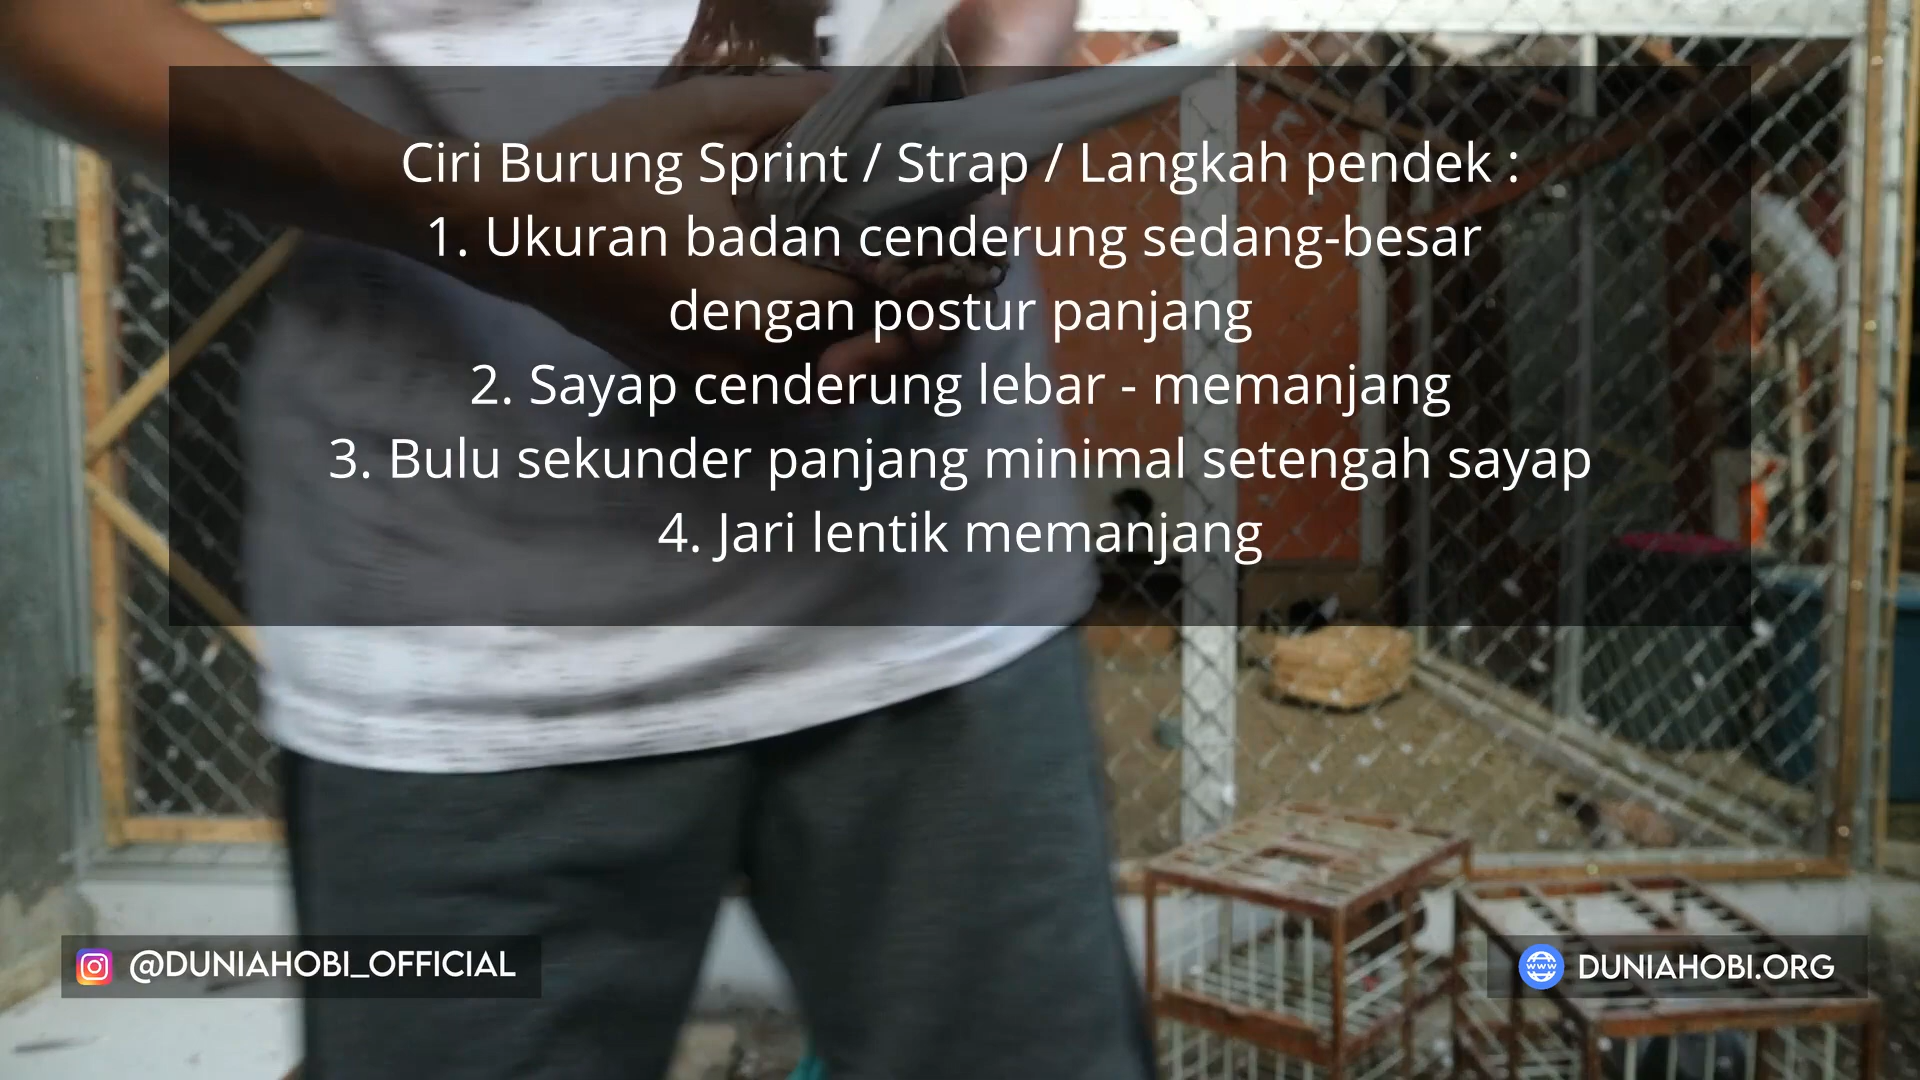 Ciri Burung Sprint / Strap / Langkah pendek :
1. Ukuran badan cenderung sedang-besar
dengan postur panjang
2. Sayap cenderung lebar - memanjang
3. Bulu sekunder panjang minimal setengah sayap
4. Jari lentik memanjang
@DUNIAHOBI_OFFICIAL
www
DUNIAHOBI.ORG